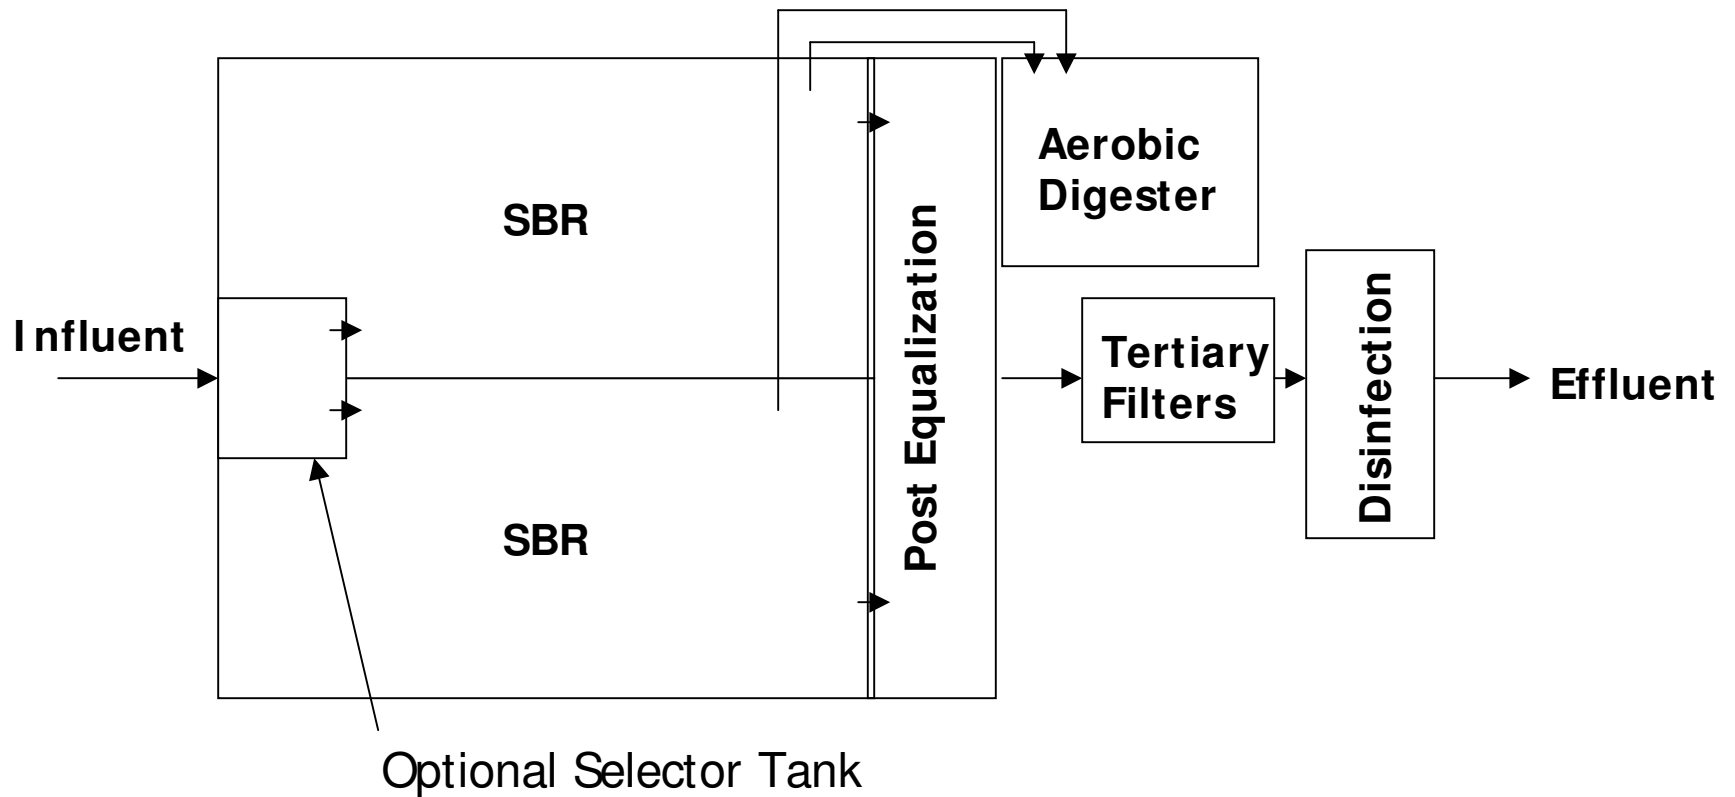 Influent
SBR
SBR
Optional Selector Tank
Post Equalization
Aerobic
Digester
Tertiary
Filters
Disinfection
Effluent